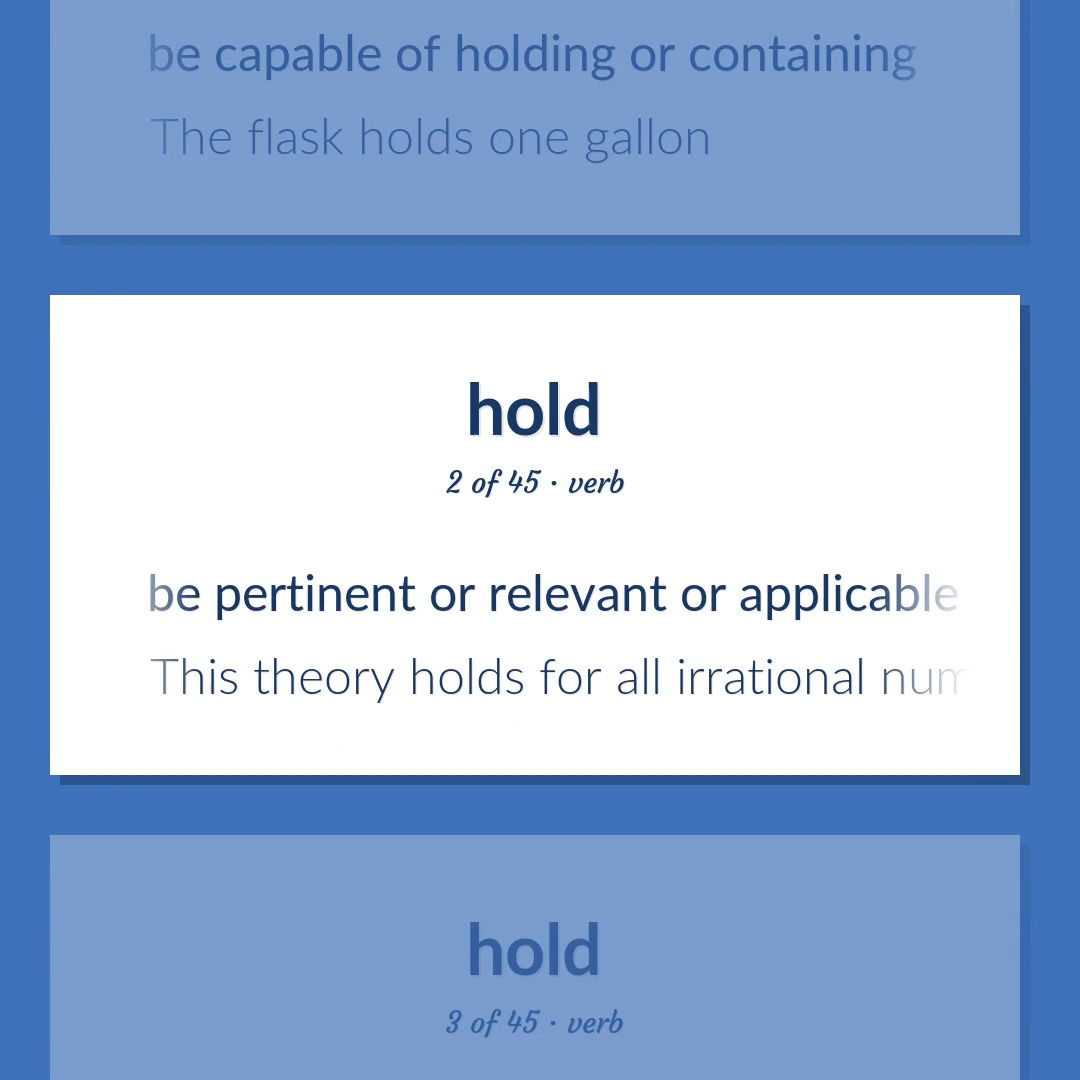 be capable of holding or containing
The flask holds one gallon
hold
2 of 45 · verb
be pertinent or relevant or applicable
This theory holds for all irrational num
hold
3 of 45 · verb